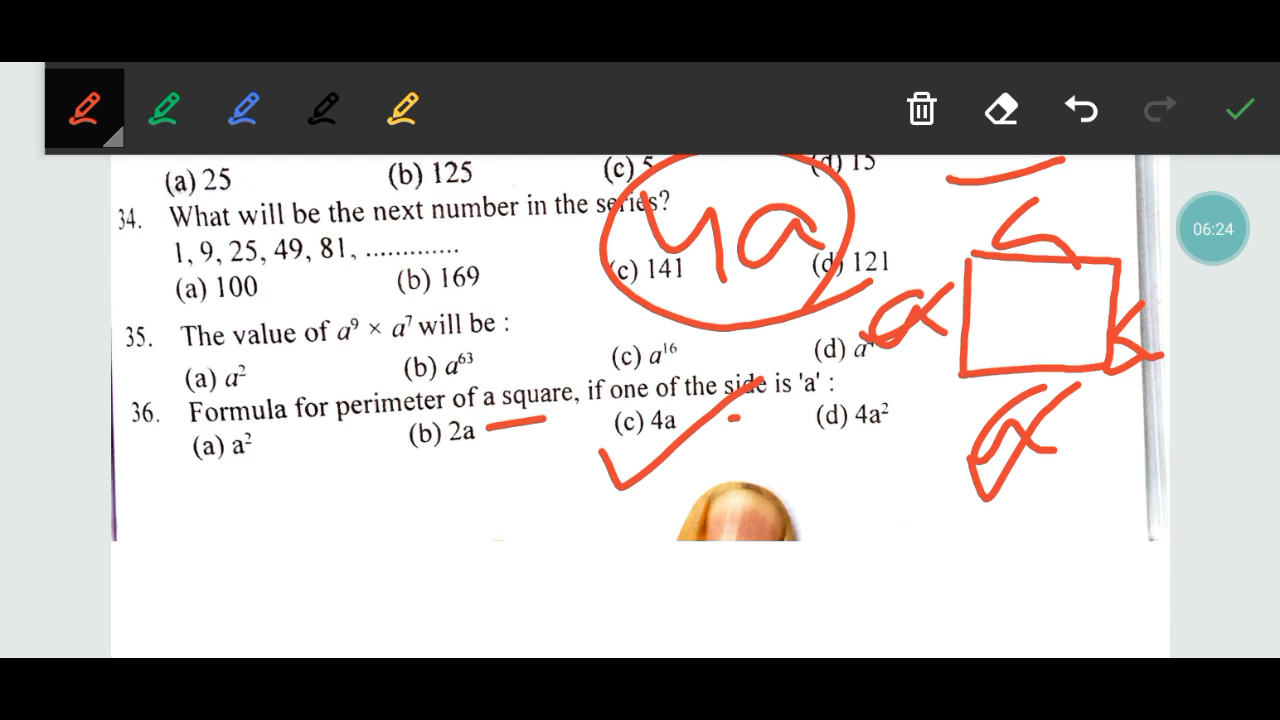 (a) 25 (b) 125 (c) 5 (d) 15
34. What will be the next number in the series?
1, 9, 25, 49, 81, .............
(a) 100 (b) 169 (c) 141 (d) 121
4a
35. The value of a⁹ × a⁷ will be :
(a) a² (b) a⁶³ (c) a¹⁶ (d) a
36. Formula for perimeter of a square, if one of the side is 'a' :
(a) a² (b) 2a (c) 4a (d) 4a²
06:24
a
a